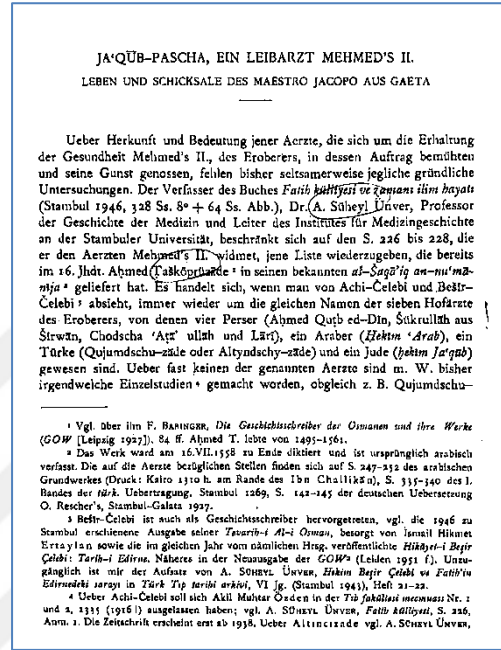 JA'QŪB-PASCHA, EIN LEIBARZT MEHMED'S II.
LEBEN UND SCHICKSALE DES MAESTRO JACOPO AUS GAETA
Ueber Herkunft und Bedeutung jener Aerzte, die sich um die Erhaltung
der Gesundheit Mehmed's II., des Eroberers, in dessen Auftrag bemühten
und seine Gunst genossen, fehlen bisher seltsamerweise jegliche gründliche
Untersuchungen. Der Verfasser des Buches Fatih külliyesi ve zamanı ilim hayatı
(Stambul 1946, 328 Ss. 8° + 64 Ss. Abb.), Dr. A. Süheyl Ünver, Professor
der Geschichte der Medizin und Leiter des Institutes für Medizingeschichte
an der Stambuler Universität, beschränkt sich auf den S. 226 bis 228, die
er den Aerzten Mehmed's II. widmet, jene Liste wiederzugeben, die bereits
im 16. Jhdt. Aḥmed Ṭašköprüzāde ¹ in seinen bekannten al-Šaqā'iq an-nu'mā-
nīja ² geliefert hat. Es handelt sich, wenn man von Achi-Čelebi und Bešīr-
Čelebi ³ absieht, immer wieder um die gleichen Namen der sieben Hofärzte
des Eroberers, von denen vier Perser (Aḥmed Quṭb ed-Dīn, Šükrullāh aus
Širwān, Chodscha 'Aṭā' ullāh und Lārī), ein Araber (Ḥekīm 'Arab), ein
Türke (Qujumdschu-zāde oder Altyndschy-zāde) und ein Jude (ḥekīm Ja'qūb)
gewesen sind. Ueber fast keinen der genannten Aerzte sind m. W. bisher
irgendwelche Einzelstudien ⁴ gemacht worden, obgleich z. B. Qujumdschu-
¹ Vgl. über ihn F. BABINGER, Die Geschichtsschreiber der Osmanen und ihre Werke
(GOW [Leipzig 1927]), 84 ff. Aḥmed T. lebte von 1495-1561.
² Das Werk ward am 16.VII.1558 zu Ende diktiert und ist ursprünglich arabisch
verfasst. Die auf die Aerzte bezüglichen Stellen finden sich auf S. 247-252 des arabischen
Grundwerkes (Druck: Kairo 1310 h. am Rande des Ibn Challikān), S. 335-340 des I.
Bandes der türk. Uebertragung, Stambul 1269, S. 142-145 der deutschen Uebersetzung
O. Rescher's, Stambul-Galata 1927.
³ Bešīr-Čelebi ist auch als Geschichtsschreiber hervorgetreten, vgl. die 1946 zu
Stambul erschienene Ausgabe seiner Tevarih-i Al-i Osman, besorgt von Ismail Hikmet
Ertaylan sowie die im gleichen Jahr vom nämlichen Hrsg. veröffentlichte Hikâyet-i Beşir
Çelebi: Tarih-i Edirne. Näheres in der Neuausgabe der GOW² (Leiden 1951 f.). Unzu-
gänglich ist mir der Aufsatz von A. SÜHEYL ÜNVER, Hekim Beşir Çelebi ve Fatih'in
Edirnedeki sarayı in Türk Tıp tarihi arkivi, VI Jg. (Stambul 1943), Heft 21-22.
⁴ Ueber Achi-Čelebi soll sich Akil Muhtar Özden in der Tıb fakültesi mecmuası Nr. 1
und 2, 1335 (1916!) ausgelassen haben; vgl. A. SÜHEYL ÜNVER, Fatih külliyesi, S. 226,
Anm. 1. Die Zeitschrift erscheint erst ab 1938. Ueber Altıncızade vgl. A. SÜHEYL ÜNVER,